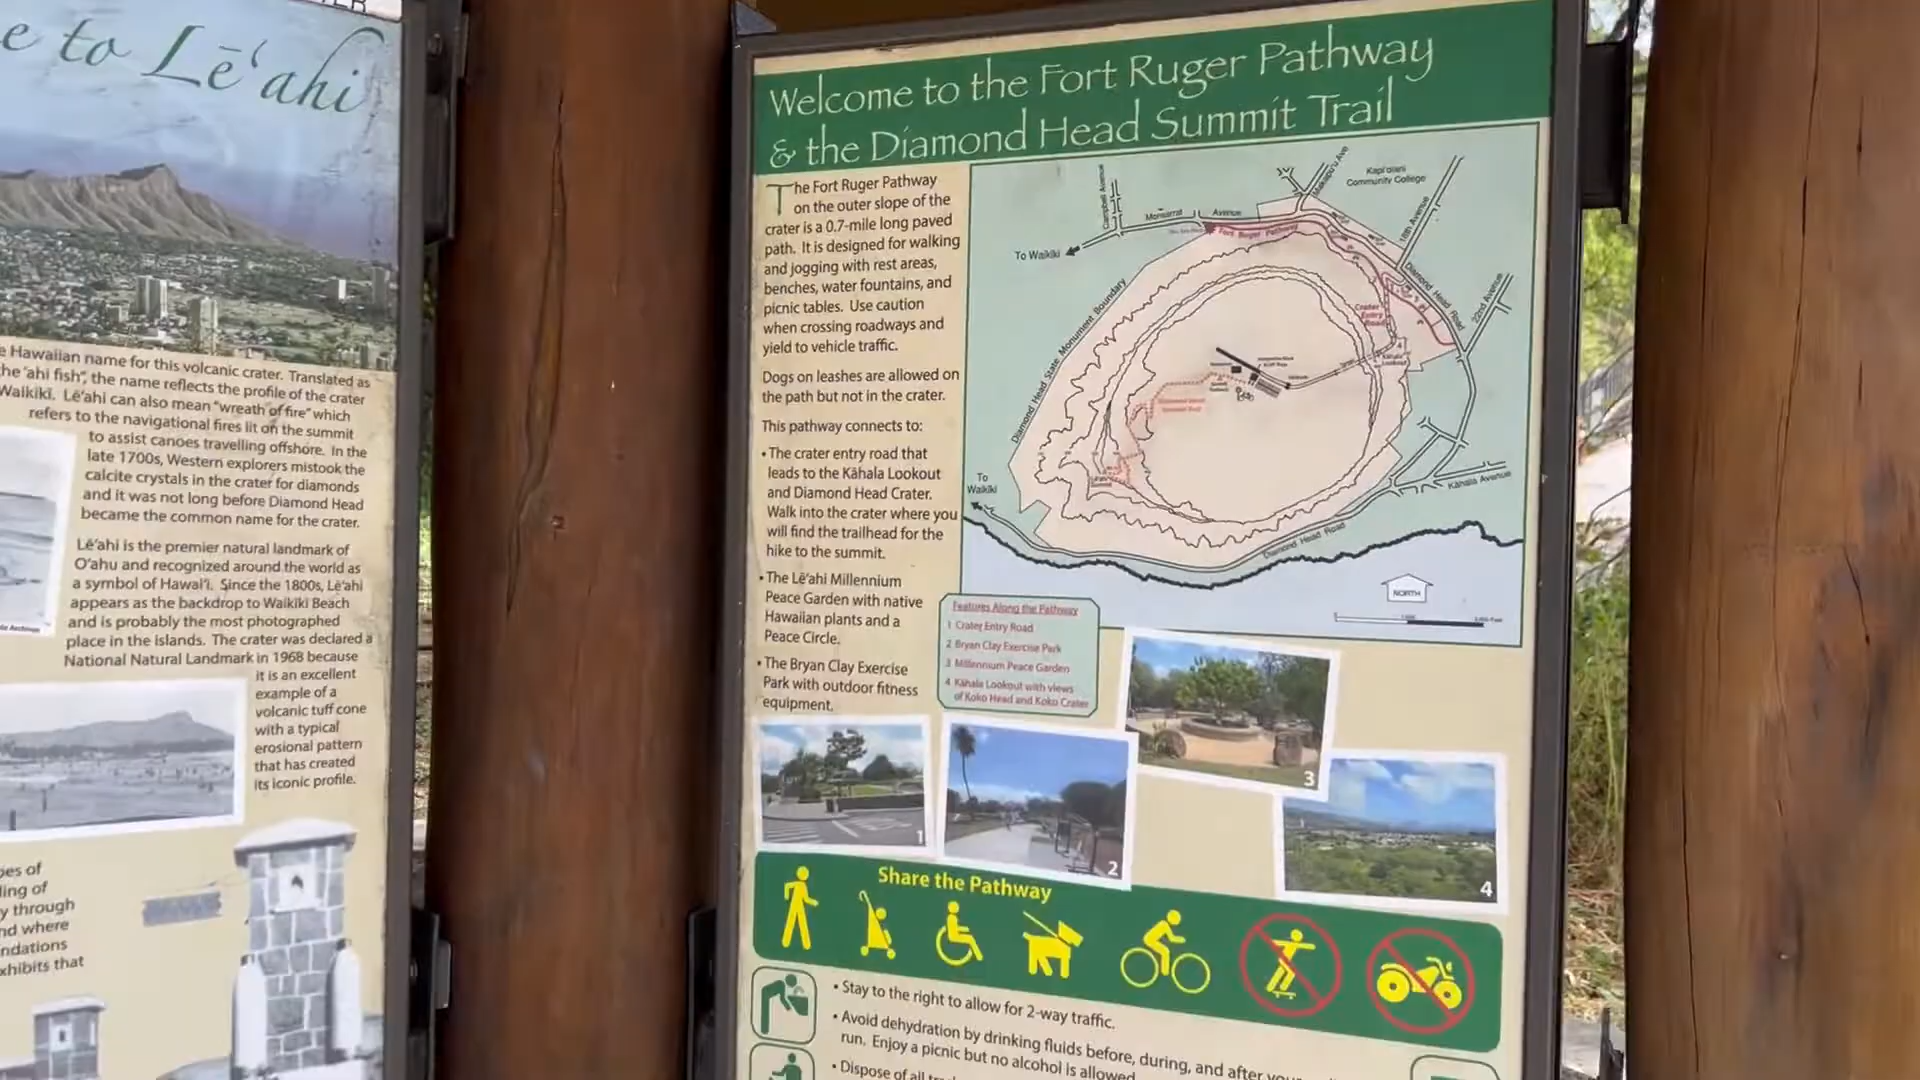 e to Lē‘ahi
e Hawaiian name for this volcanic crater. Translated as
he ‘ahi fish”, the name reflects the profile of the crater
Waikīkī. Lē‘ahi can also mean “wreath of fire” which
refers to the navigational fires lit on the summit
to assist canoes travelling offshore. In the
late 1700s, Western explorers mistook the
calcite crystals in the crater for diamonds
and it was not long before Diamond Head
became the common name for the crater.
Lē‘ahi is the premier natural landmark of
O‘ahu and recognized around the world as
a symbol of Hawai‘i. Since the 1800s, Lē‘ahi
appears as the backdrop to Waikīkī Beach
and is probably the most photographed
place in the islands. The crater was declared a
National Natural Landmark in 1968 because
it is an excellent
example of a
volcanic tuff cone
with a typical
erosional pattern
that has created
its iconic profile.
pes of
ling of
y through
nd where
ndations
xhibits that
Welcome to the Fort Ruger Pathway
& the Diamond Head Summit Trail
The Fort Ruger Pathway
on the outer slope of the
crater is a 0.7-mile long paved
path. It is designed for walking
and jogging with rest areas,
benches, water fountains, and
picnic tables. Use caution
when crossing roadways and
yield to vehicle traffic.
Dogs on leashes are allowed on
the path but not in the crater.
This pathway connects to:
• The crater entry road that
leads to the Kāhala Lookout
and Diamond Head Crater.
Walk into the crater where you
will find the trailhead for the
hike to the summit.
• The Lē‘ahi Millennium
Peace Garden with native
Hawaiian plants and a
Peace Circle.
• The Bryan Clay Exercise
Park with outdoor fitness
equipment.
Campbell Avenue
Monsarrat Avenue
Makapu‘u Ave
Kapi‘olani
Community College
18th Avenue
To Waikīkī
Fort Ruger Pathway
Diamond Head Road
22nd Avenue
Crater
Entry
Road
Kāhala
Lookout
Diamond Head State Monument Boundary
To
Waikīkī
Kāhala Avenue
Diamond Head Road
NORTH
Features Along the Pathway
1 Crater Entry Road
2 Bryan Clay Exercise Park
3 Millennium Peace Garden
4 Kāhala Lookout with views
of Koko Head and Koko Crater
1
2
3
4
Share the Pathway
• Stay to the right to allow for 2-way traffic.
• Avoid dehydration by drinking fluids before, during, and after
run. Enjoy a picnic but no alcohol is allowed
• Dispose of all